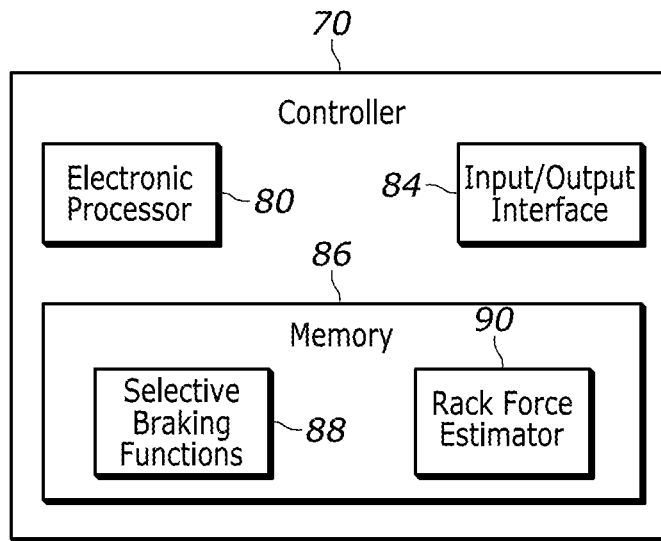 70
Controller
Electronic
Processor
80
84
Input/Output
Interface
86
Memory
90
Selective
Braking
Functions
88
Rack Force
Estimator